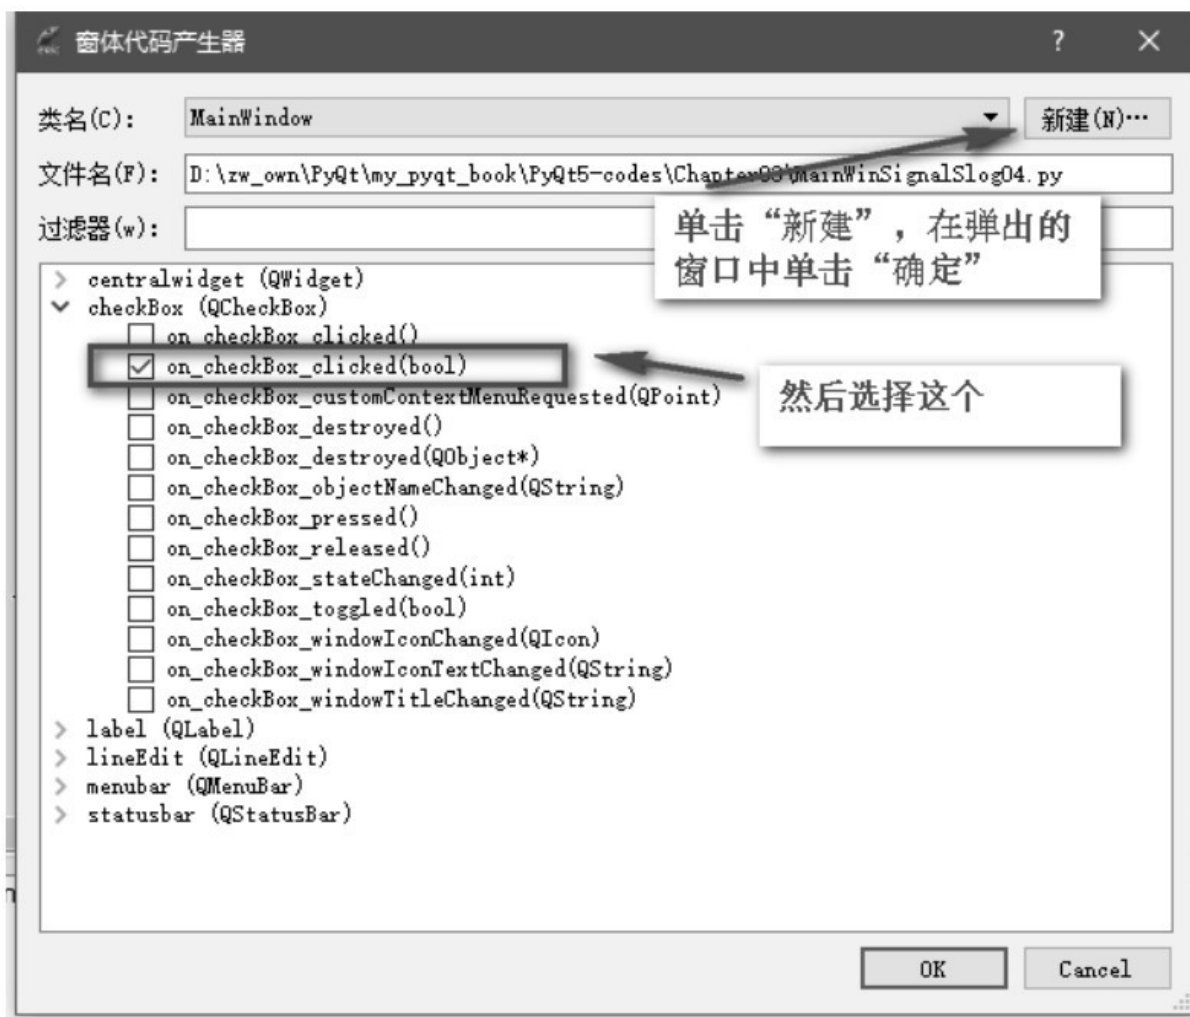 窗体代码产生器
类名(C): MainWindow 新建(N)…
文件名(F): D:\zw_own\PyQt\my_pyqt_book\PyQt5-codes\Chapter03\MainWinSignalSlog04.py
过滤器(w):
单击“新建”，在弹出的
窗口中单击“确定”
centralwidget (QWidget)
checkBox (QCheckBox)
on_checkBox_clicked()
on_checkBox_clicked(bool)
然后选择这个
on_checkBox_customContextMenuRequested(QPoint)
on_checkBox_destroyed()
on_checkBox_destroyed(QObject*)
on_checkBox_objectNameChanged(QString)
on_checkBox_pressed()
on_checkBox_released()
on_checkBox_stateChanged(int)
on_checkBox_toggled(bool)
on_checkBox_windowIconChanged(QIcon)
on_checkBox_windowIconTextChanged(QString)
on_checkBox_windowTitleChanged(QString)
label (QLabel)
lineEdit (QLineEdit)
menubar (QMenuBar)
statusbar (QStatusBar)
OK Cancel